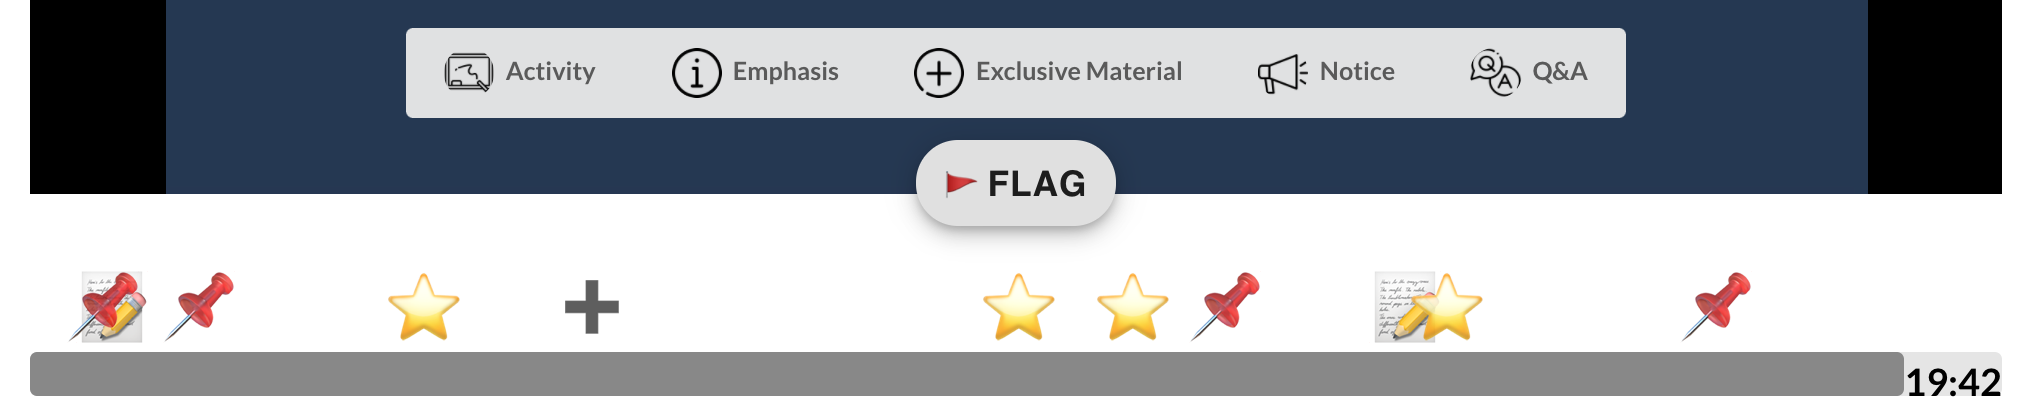 Activity
Emphasis
Exclusive Material
Notice
Q&A
FLAG
19:42